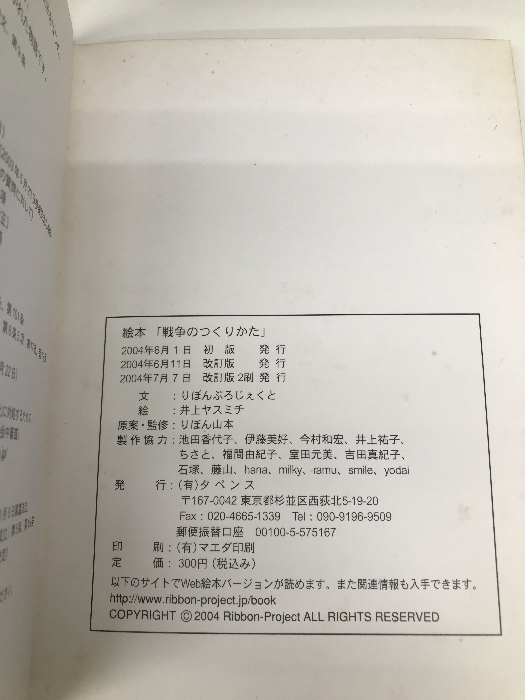 絵本 「戦争のつくりかた」
2004年6月1日 初 版 発 行
2004年6月11日 改訂版 発 行
2004年7月7日 改訂版2刷 発 行
文 : りぼんぷろじぇくと
絵 : 井上ヤスミチ
原案・監修 : りぼん山本
製作協力 : 池田香代子、伊藤美好、今村和宏、井上祐子、
ちさと、福間由紀子、室田元美、吉田真紀子、
石塚、藤山、hana、milky、ramu、smile、yodai
発 行 : (有)タペンス
〒167-0042 東京都杉並区西荻北5-19-20
Fax : 020-4665-1339 Tel : 090-9196-9509
郵便振替口座 00100-5-575167
印 刷 : (有)マエダ印刷
定 価 : 300円(税込み)
以下のサイトでWeb絵本バージョンが読めます。また関連情報も入手できます。
http://www.ribbon-project.jp/book
COPYRIGHT © 2004 Ribbon-Project ALL RIGHTS RESERVED